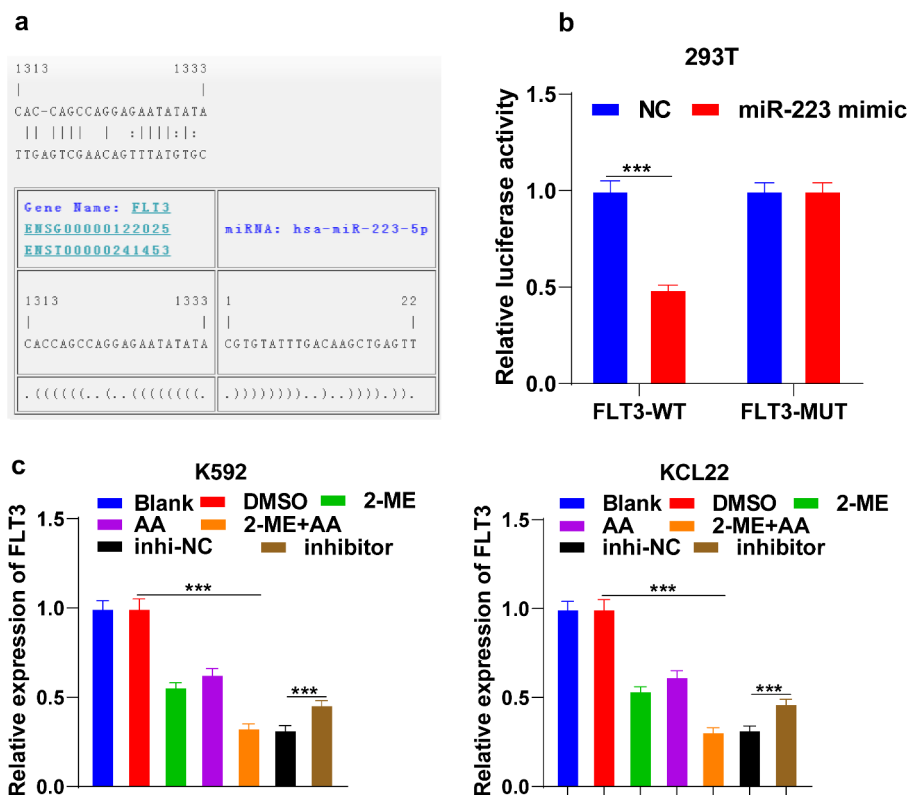 a
1313 1333
| |
CAC-CAGCCAGGAGAATATATA
|| |||| | :||||:|:
TTGAGTCGAACAGTTTATGTGC
Gene Name: FLT3
ENSG00000122025
ENST00000241453
miRNA: hsa-miR-223-5p
1313 1333
| |
CACCAGCCAGGAGAATATATA
.((((((..(..((((((((.
1 22
| |
CGTGTATTTGACAAGCTGAGTT
.))))))))..)..)))).)).
b
293T
NC miR-223 mimic
Relative luciferase activity
1.5
1.0
0.5
0.0
***
FLT3-WT FLT3-MUT
c
K592
Blank DMSO 2-ME
AA 2-ME+AA
inhi-NC inhibitor
Relative expression of FLT3
1.5
1.0
0.5
0.0
***
***
KCL22
Blank DMSO 2-ME
AA 2-ME+AA
inhi-NC inhibitor
Relative expression of FLT3
1.5
1.0
0.5
0.0
***
***